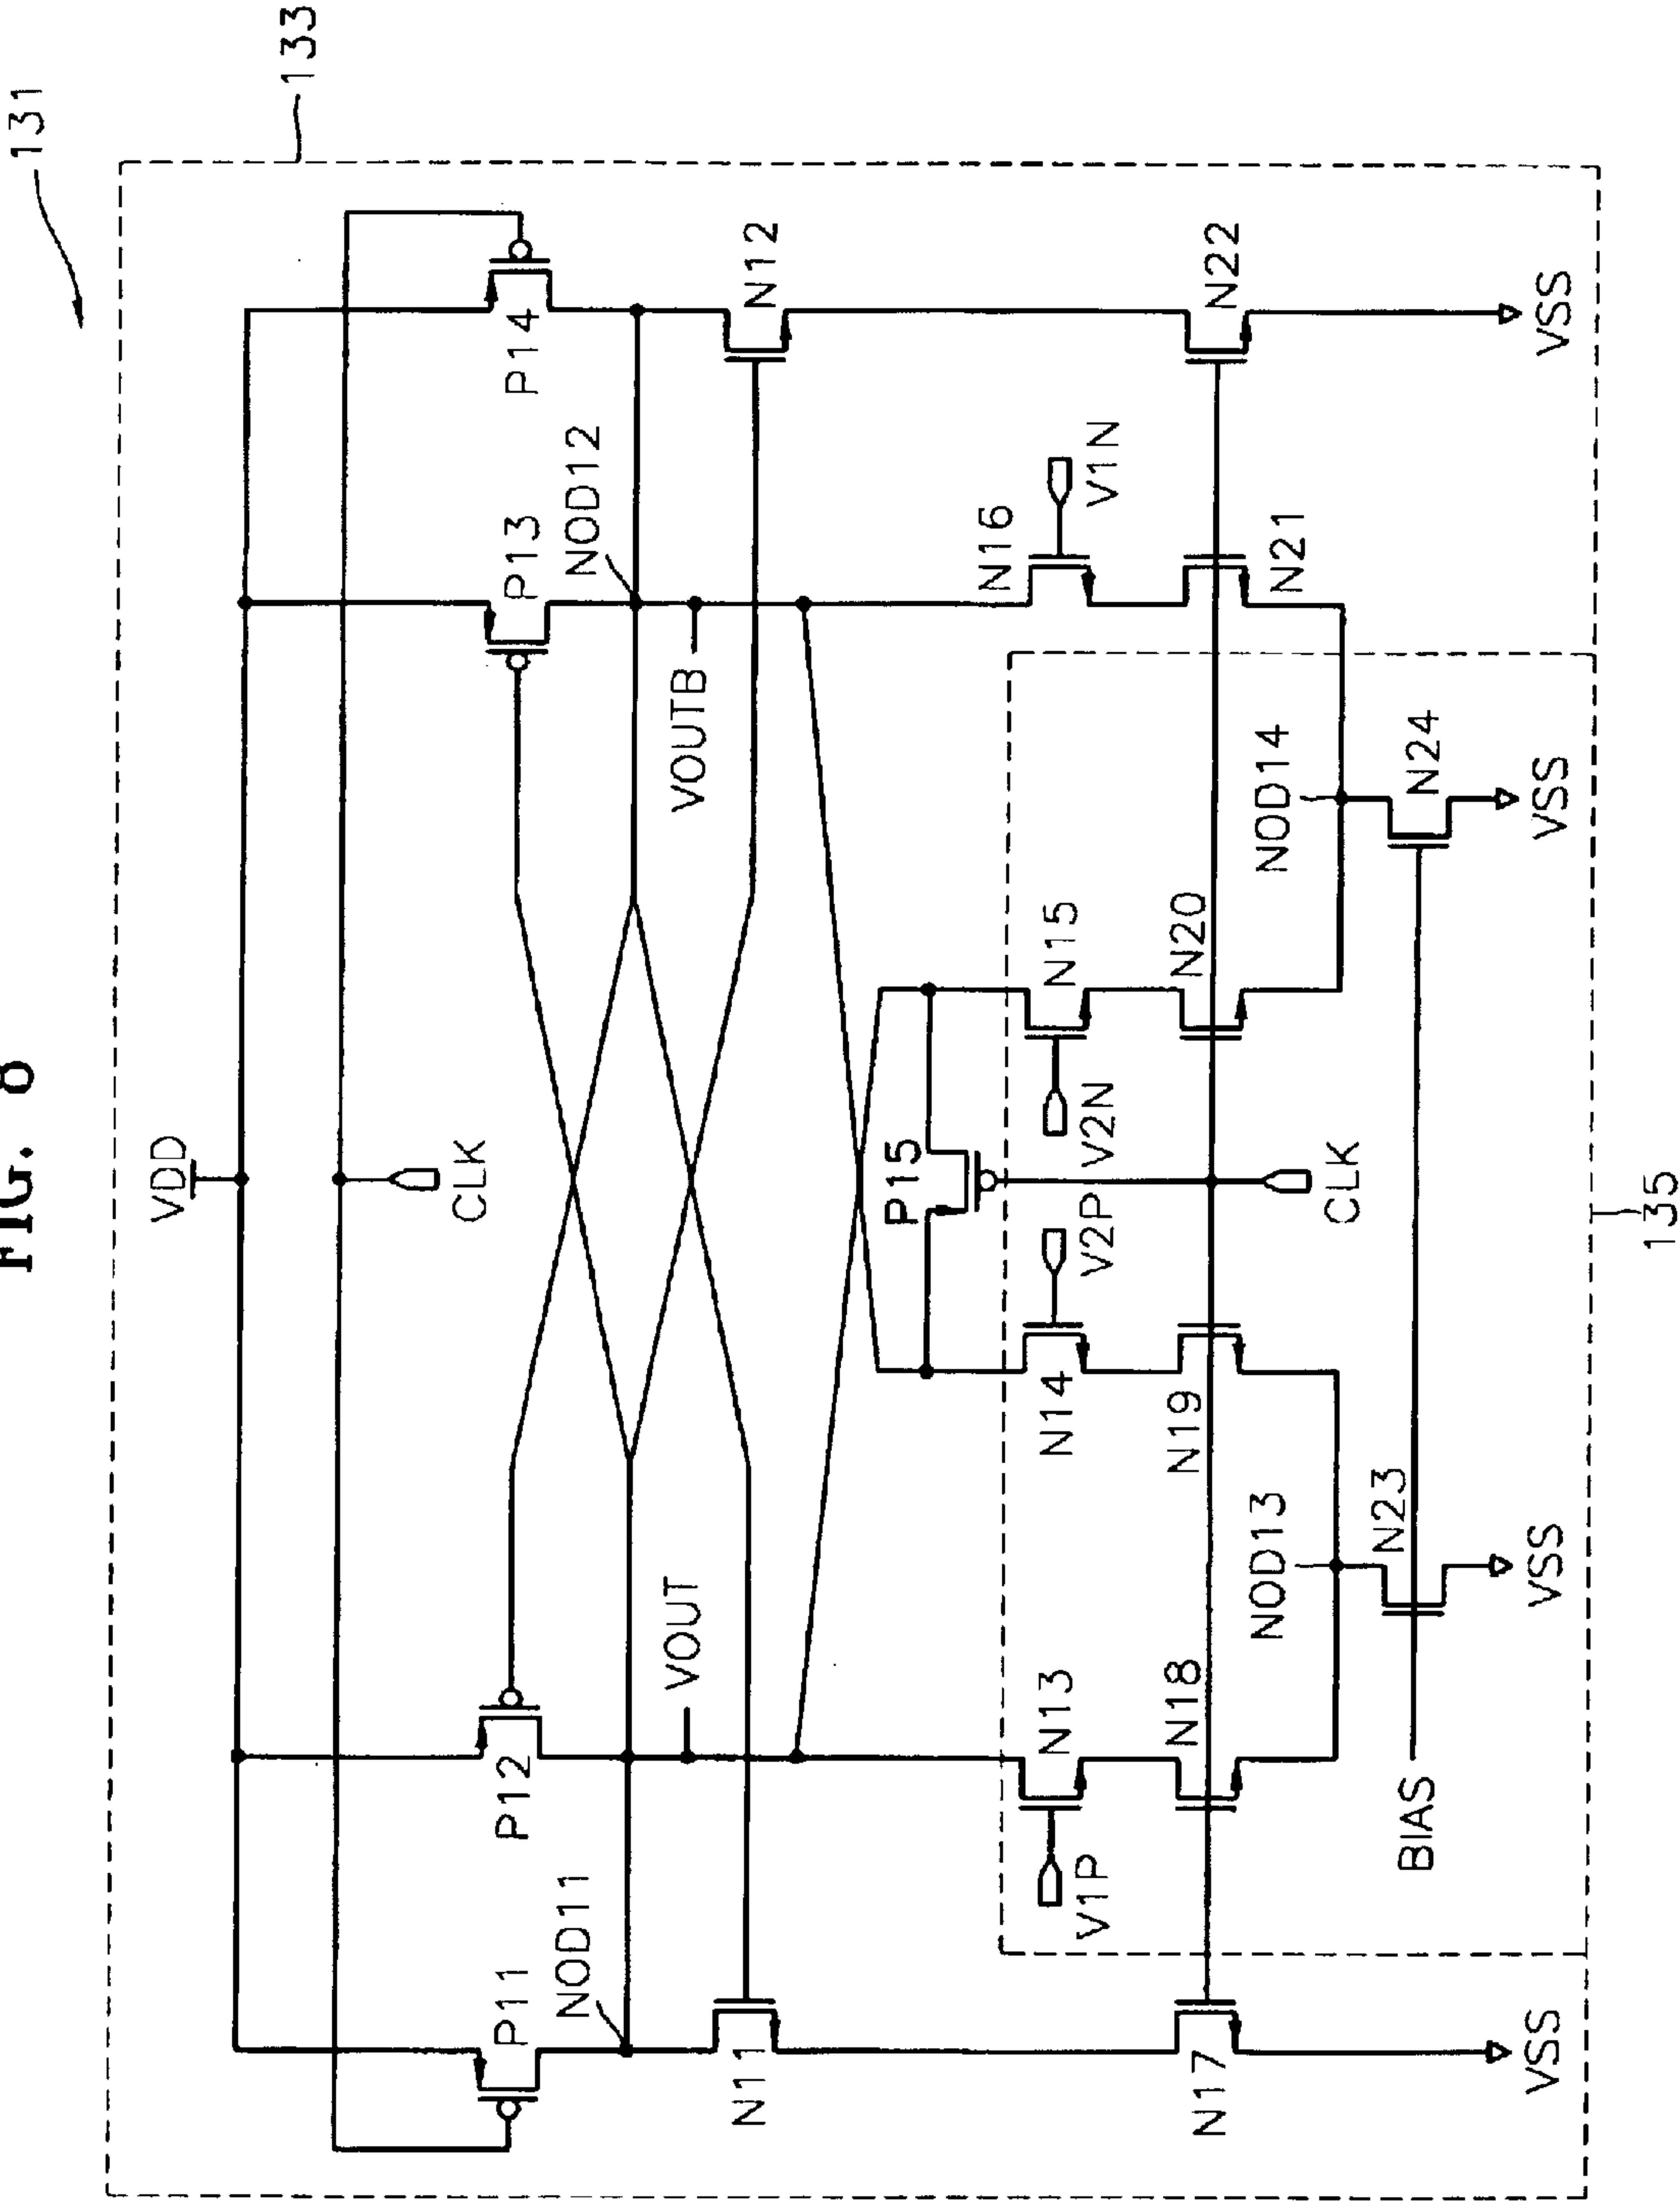 FIG. 8
131
133
VDD
CLK
P11
P12
P13
P14
NOD11
NOD12
VOUT
VOUTB
N11
N12
P15
V1P
N13
N14
V2P
V2N
N15
N16
V1N
N17
N18
N19
N20
N21
N22
CLK
NOD13
NOD14
BIAS
N23
N24
VSS
VSS
VSS
VSS
135